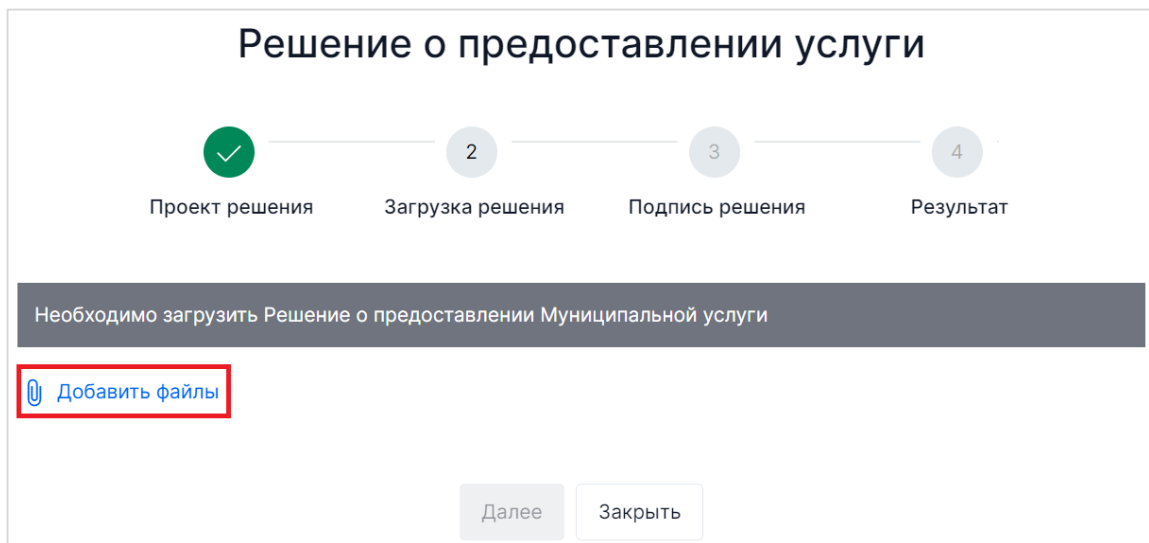 Решение о предоставлении услуги
2 3 4
Проект решения Загрузка решения Подпись решения Результат
Необходимо загрузить Решение о предоставлении Муниципальной услуги
Добавить файлы
Далее Закрыть